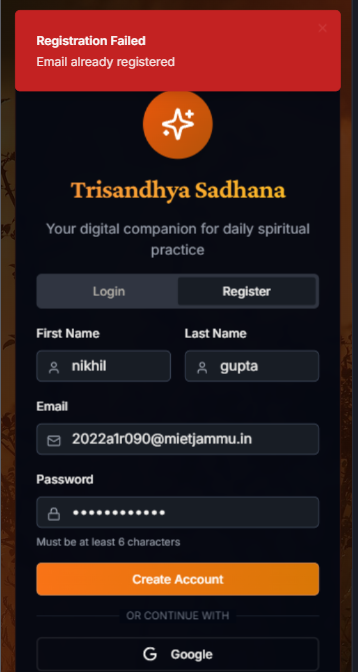 Registration Failed
Email already registered
Trisandhya Sadhana
Your digital companion for daily spiritual
practice
Login Register
First Name Last Name
nikhil gupta
Email
2022a1r090@mietjammu.in
Password
••••••••••••
Must be at least 6 characters
Create Account
OR CONTINUE WITH
G Google